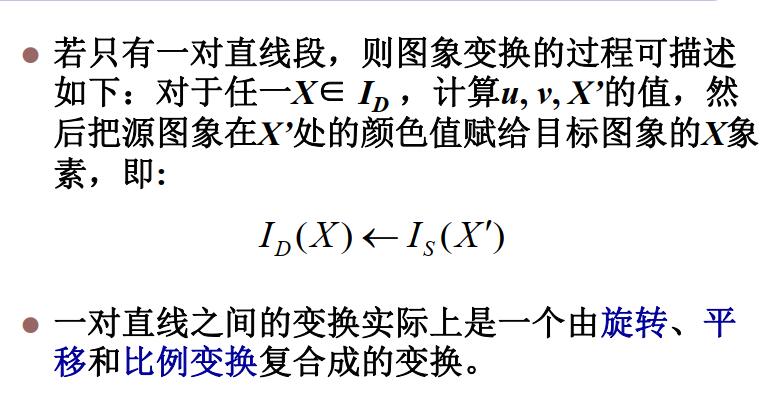 若只有一对直线段，则图象变换的过程可描述
如下：对于任一X∈ I_D ，计算u, v, X’的值，然
后把源图象在X’处的颜色值赋给目标图象的X象
素，即:
I_D(X) ← I_S(X′)
一对直线之间的变换实际上是一个由旋转、平
移和比例变换复合成的变换。